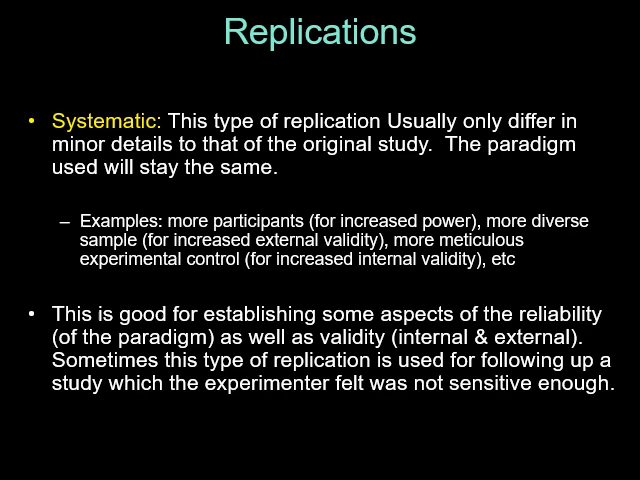 Replications
• Systematic: This type of replication Usually only differ in
minor details to that of the original study.  The paradigm
used will stay the same.
– Examples: more participants (for increased power), more diverse
sample (for increased external validity), more meticulous
experimental control (for increased internal validity), etc
• This is good for establishing some aspects of the reliability
(of the paradigm) as well as validity (internal & external).
Sometimes this type of replication is used for following up a
study which the experimenter felt was not sensitive enough.